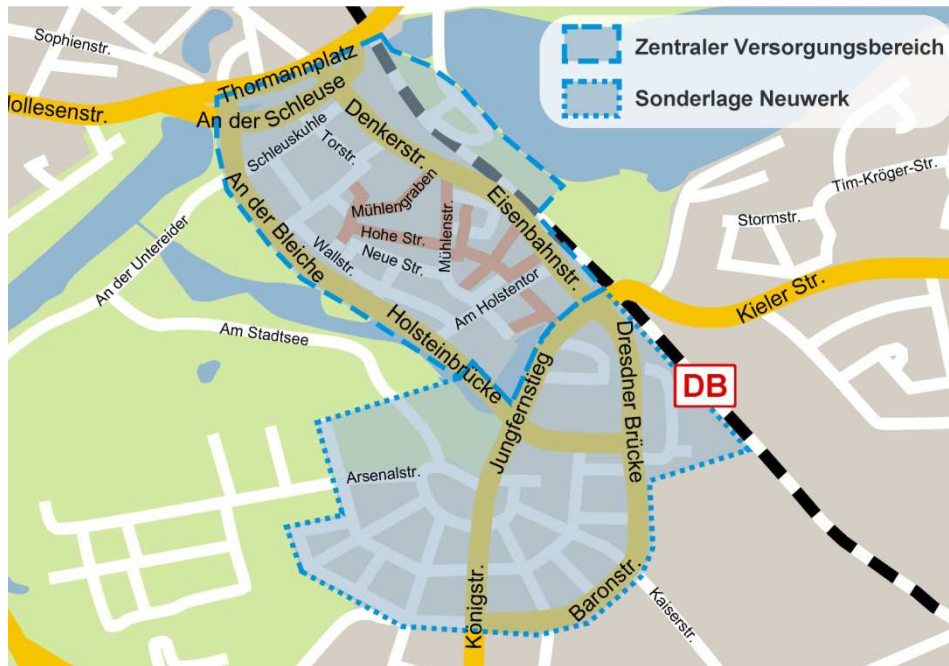 Sophienstr.
Thormannplatz
Zentraler Versorgungsbereich
Sonderlage Neuwerk
ollesenstr.
An der Schleuse
Denkerstr.
Schleuskuhle
Torstr.
Tim-Kröger-Str.
Stormstr.
Mühlengraben
Eisenbahnstr.
An der Bleiche
Hohe Str.
Mühlenstr.
Neue Str.
Wallstr.
An der Untereider
Am Holstentor
Kieler Str.
Am Stadtsee
Holsteinbrücke
Dresdner Brücke
Jungfernstieg
DB
Arsenalstr.
Königstr.
Baronstr.
Kaiserstr.